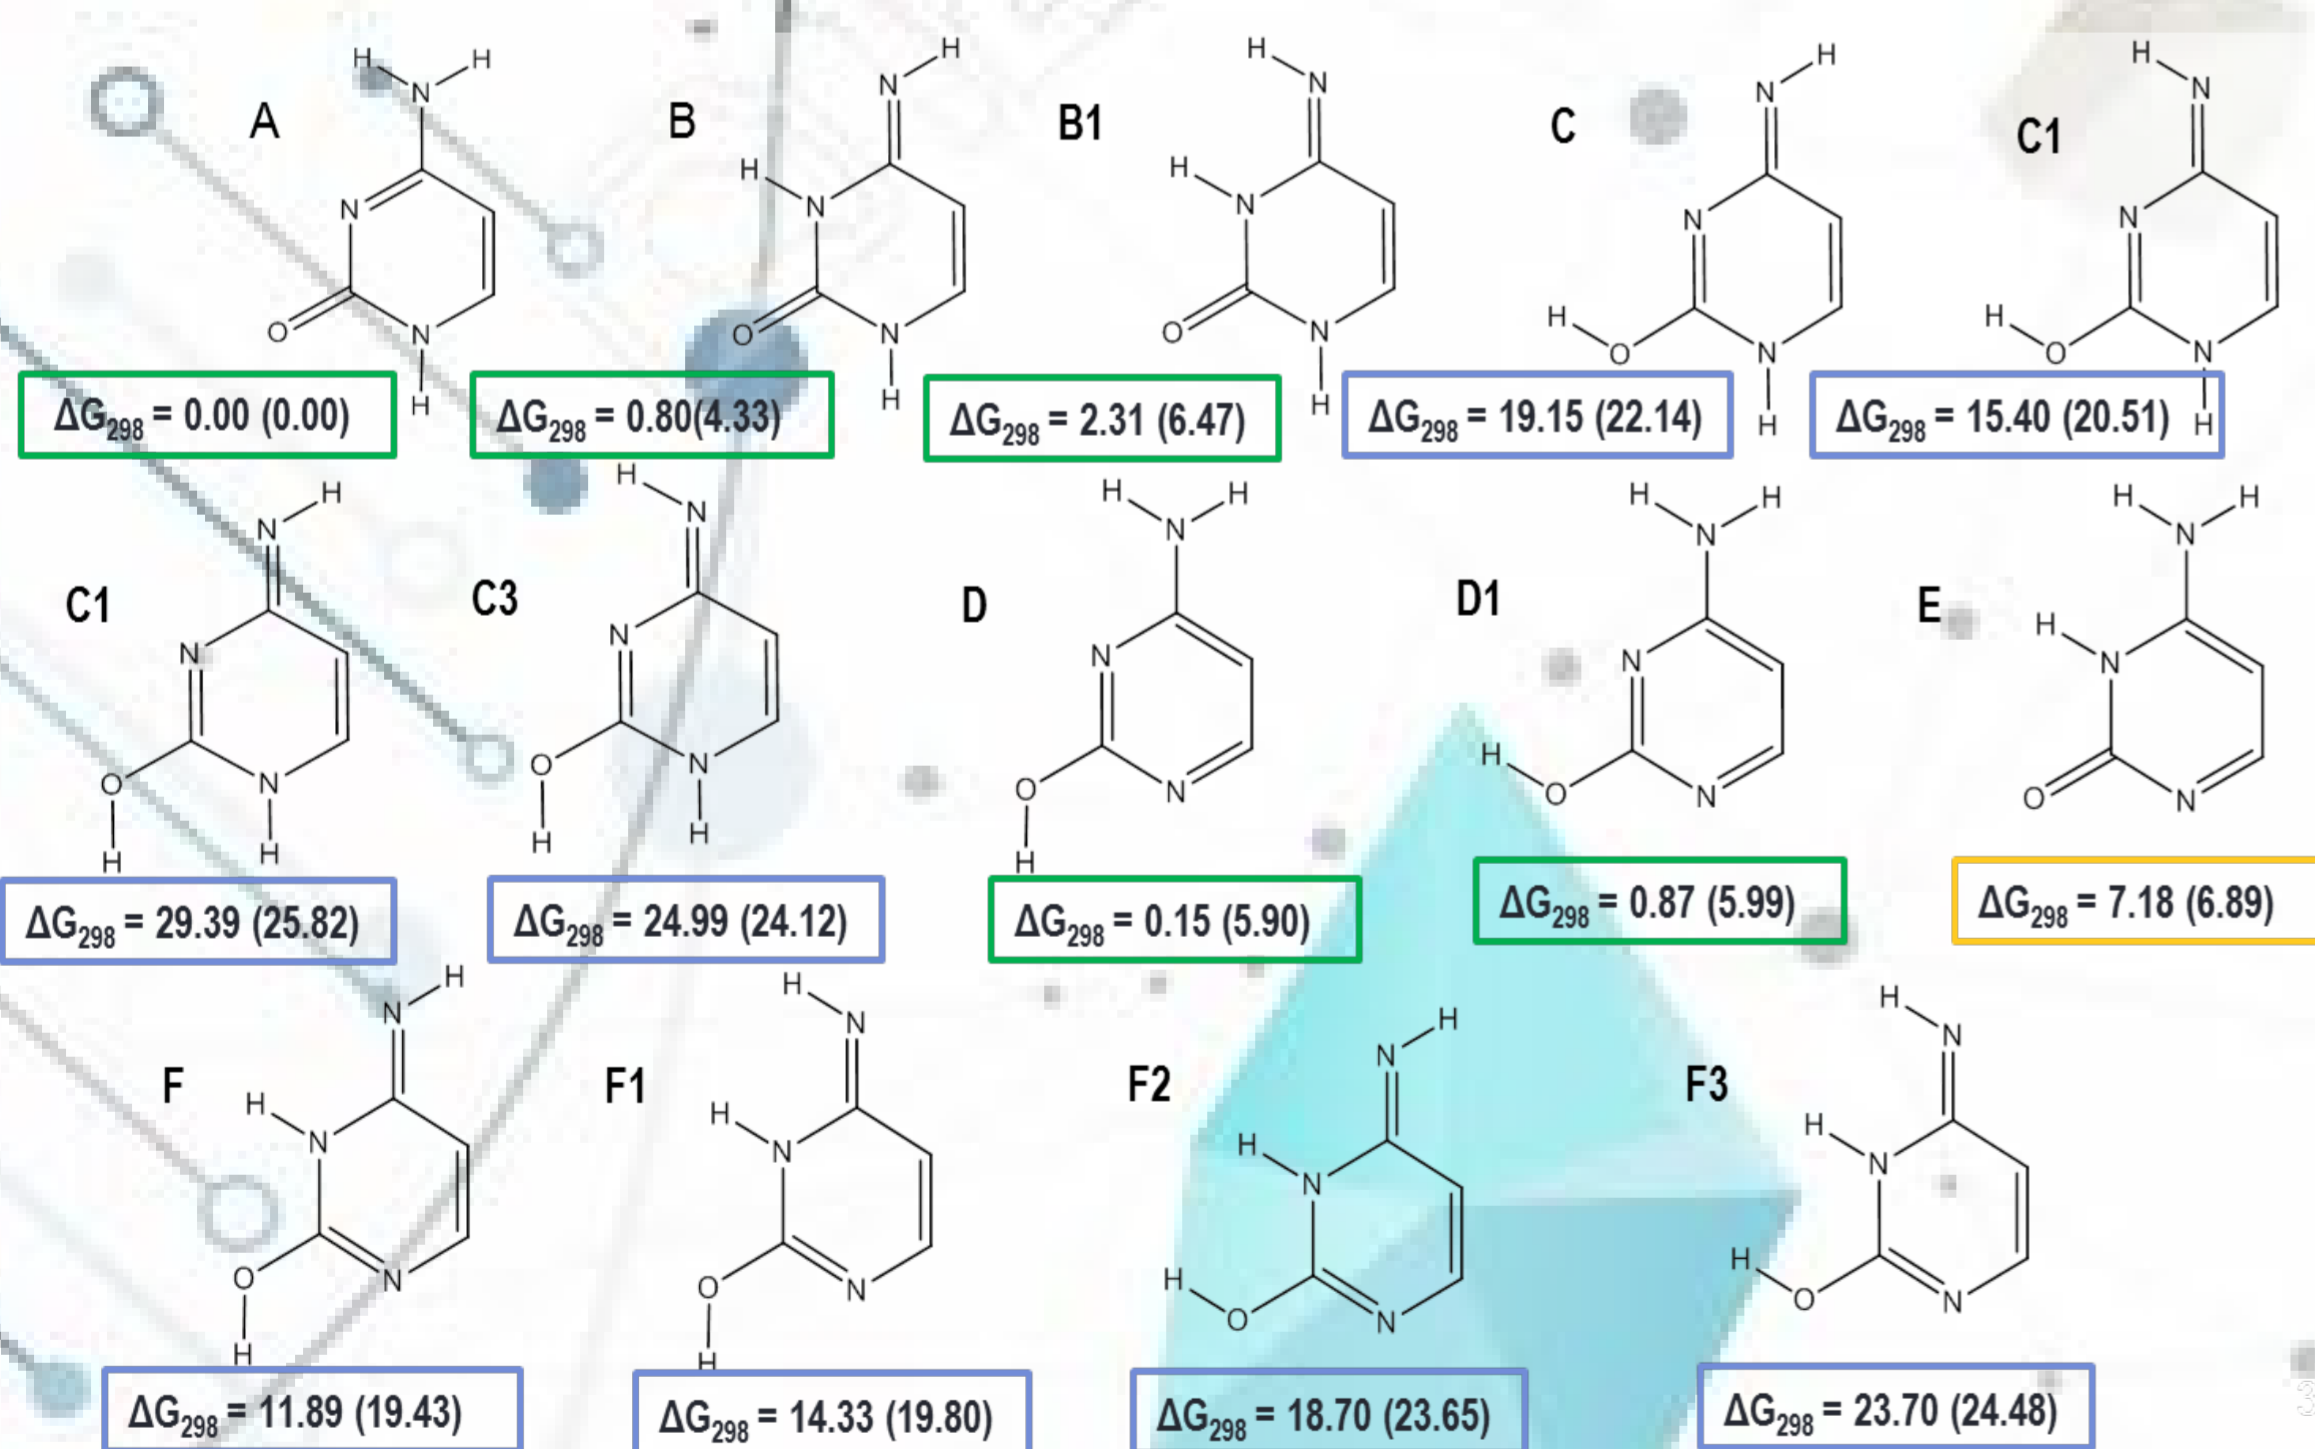 A
B
B1
C
C1
H H
N
N
O
N
H
H
N
H
N
O
N
H
H
N
H
N
O
N
H
H
N
N
H
O
N
H
H
N
N
H
O
N
H
ΔG298 = 0.00 (0.00)
ΔG298 = 0.80(4.33)
ΔG298 = 2.31 (6.47)
ΔG298 = 19.15 (22.14)
ΔG298 = 15.40 (20.51)
C1
C3
D
D1
E
H
N
N
O
N
H
H
H
N
N
O
N
H
H
H H
N
N
O
N
H
H H
N
N
H
O
N
H H
N
H
N
O
N
ΔG298 = 29.39 (25.82)
ΔG298 = 24.99 (24.12)
ΔG298 = 0.15 (5.90)
ΔG298 = 0.87 (5.99)
ΔG298 = 7.18 (6.89)
F
F1
F2
F3
H
N
H
N
O
N
H
H
N
H
N
O
N
H
H
N
H
N
H
O
N
H
N
H
N
H
O
N
ΔG298 = 11.89 (19.43)
ΔG298 = 14.33 (19.80)
ΔG298 = 18.70 (23.65)
ΔG298 = 23.70 (24.48)